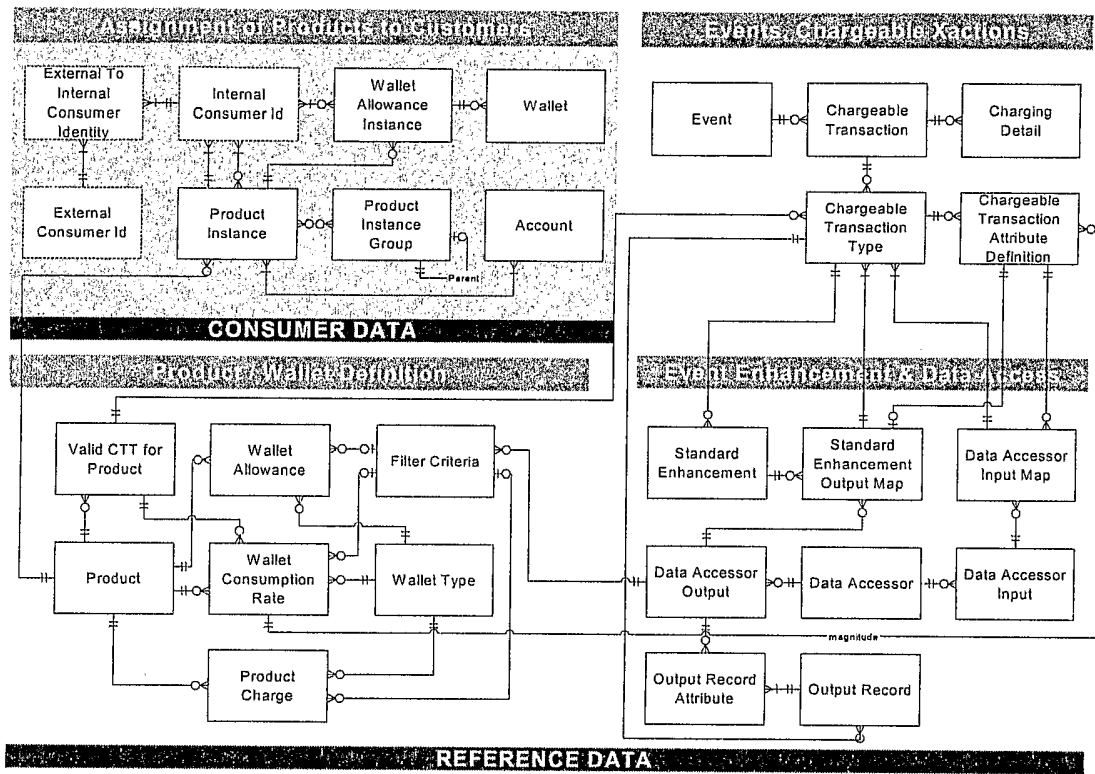 Assignment of Products to Customers
Events, Chargeable Xactions
External To
Internal
Consumer
Identity
Internal
Consumer Id
Wallet
Allowance
Instance
Wallet
External
Consumer Id
Product
Instance
Product
Instance
Group
Account
Parent
CONSUMER DATA
Event
Chargeable
Transaction
Charging
Detail
Chargeable
Transaction
Type
Chargeable
Transaction
Attribute
Definition
Product / Wallet Definition
Event Enhancement & Data Access
Valid CTT for
Product
Wallet
Allowance
Filter Criteria
Product
Wallet
Consumption
Rate
Wallet Type
Product
Charge
Standard
Enhancement
Standard
Enhancement
Output Map
Data Accessor
Input Map
Data Accessor
Output
Data Accessor
Data Accessor
Input
magnitude
Output Record
Attribute
Output Record
REFERENCE DATA